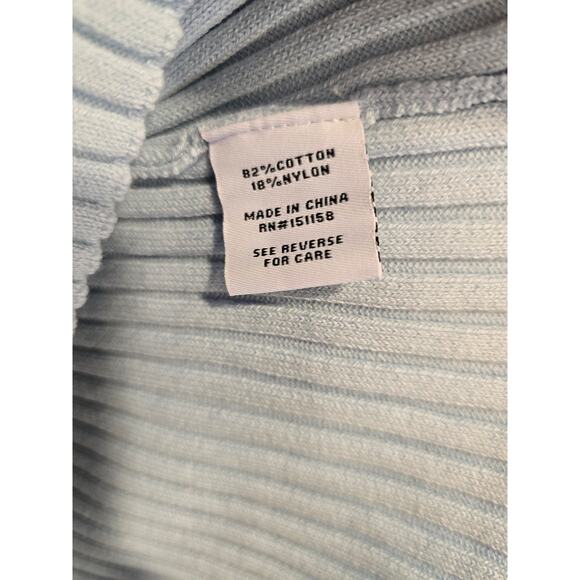 82%COTTON
18%NYLON
MADE IN CHINA
RN#151158
SEE REVERSE
FOR CARE